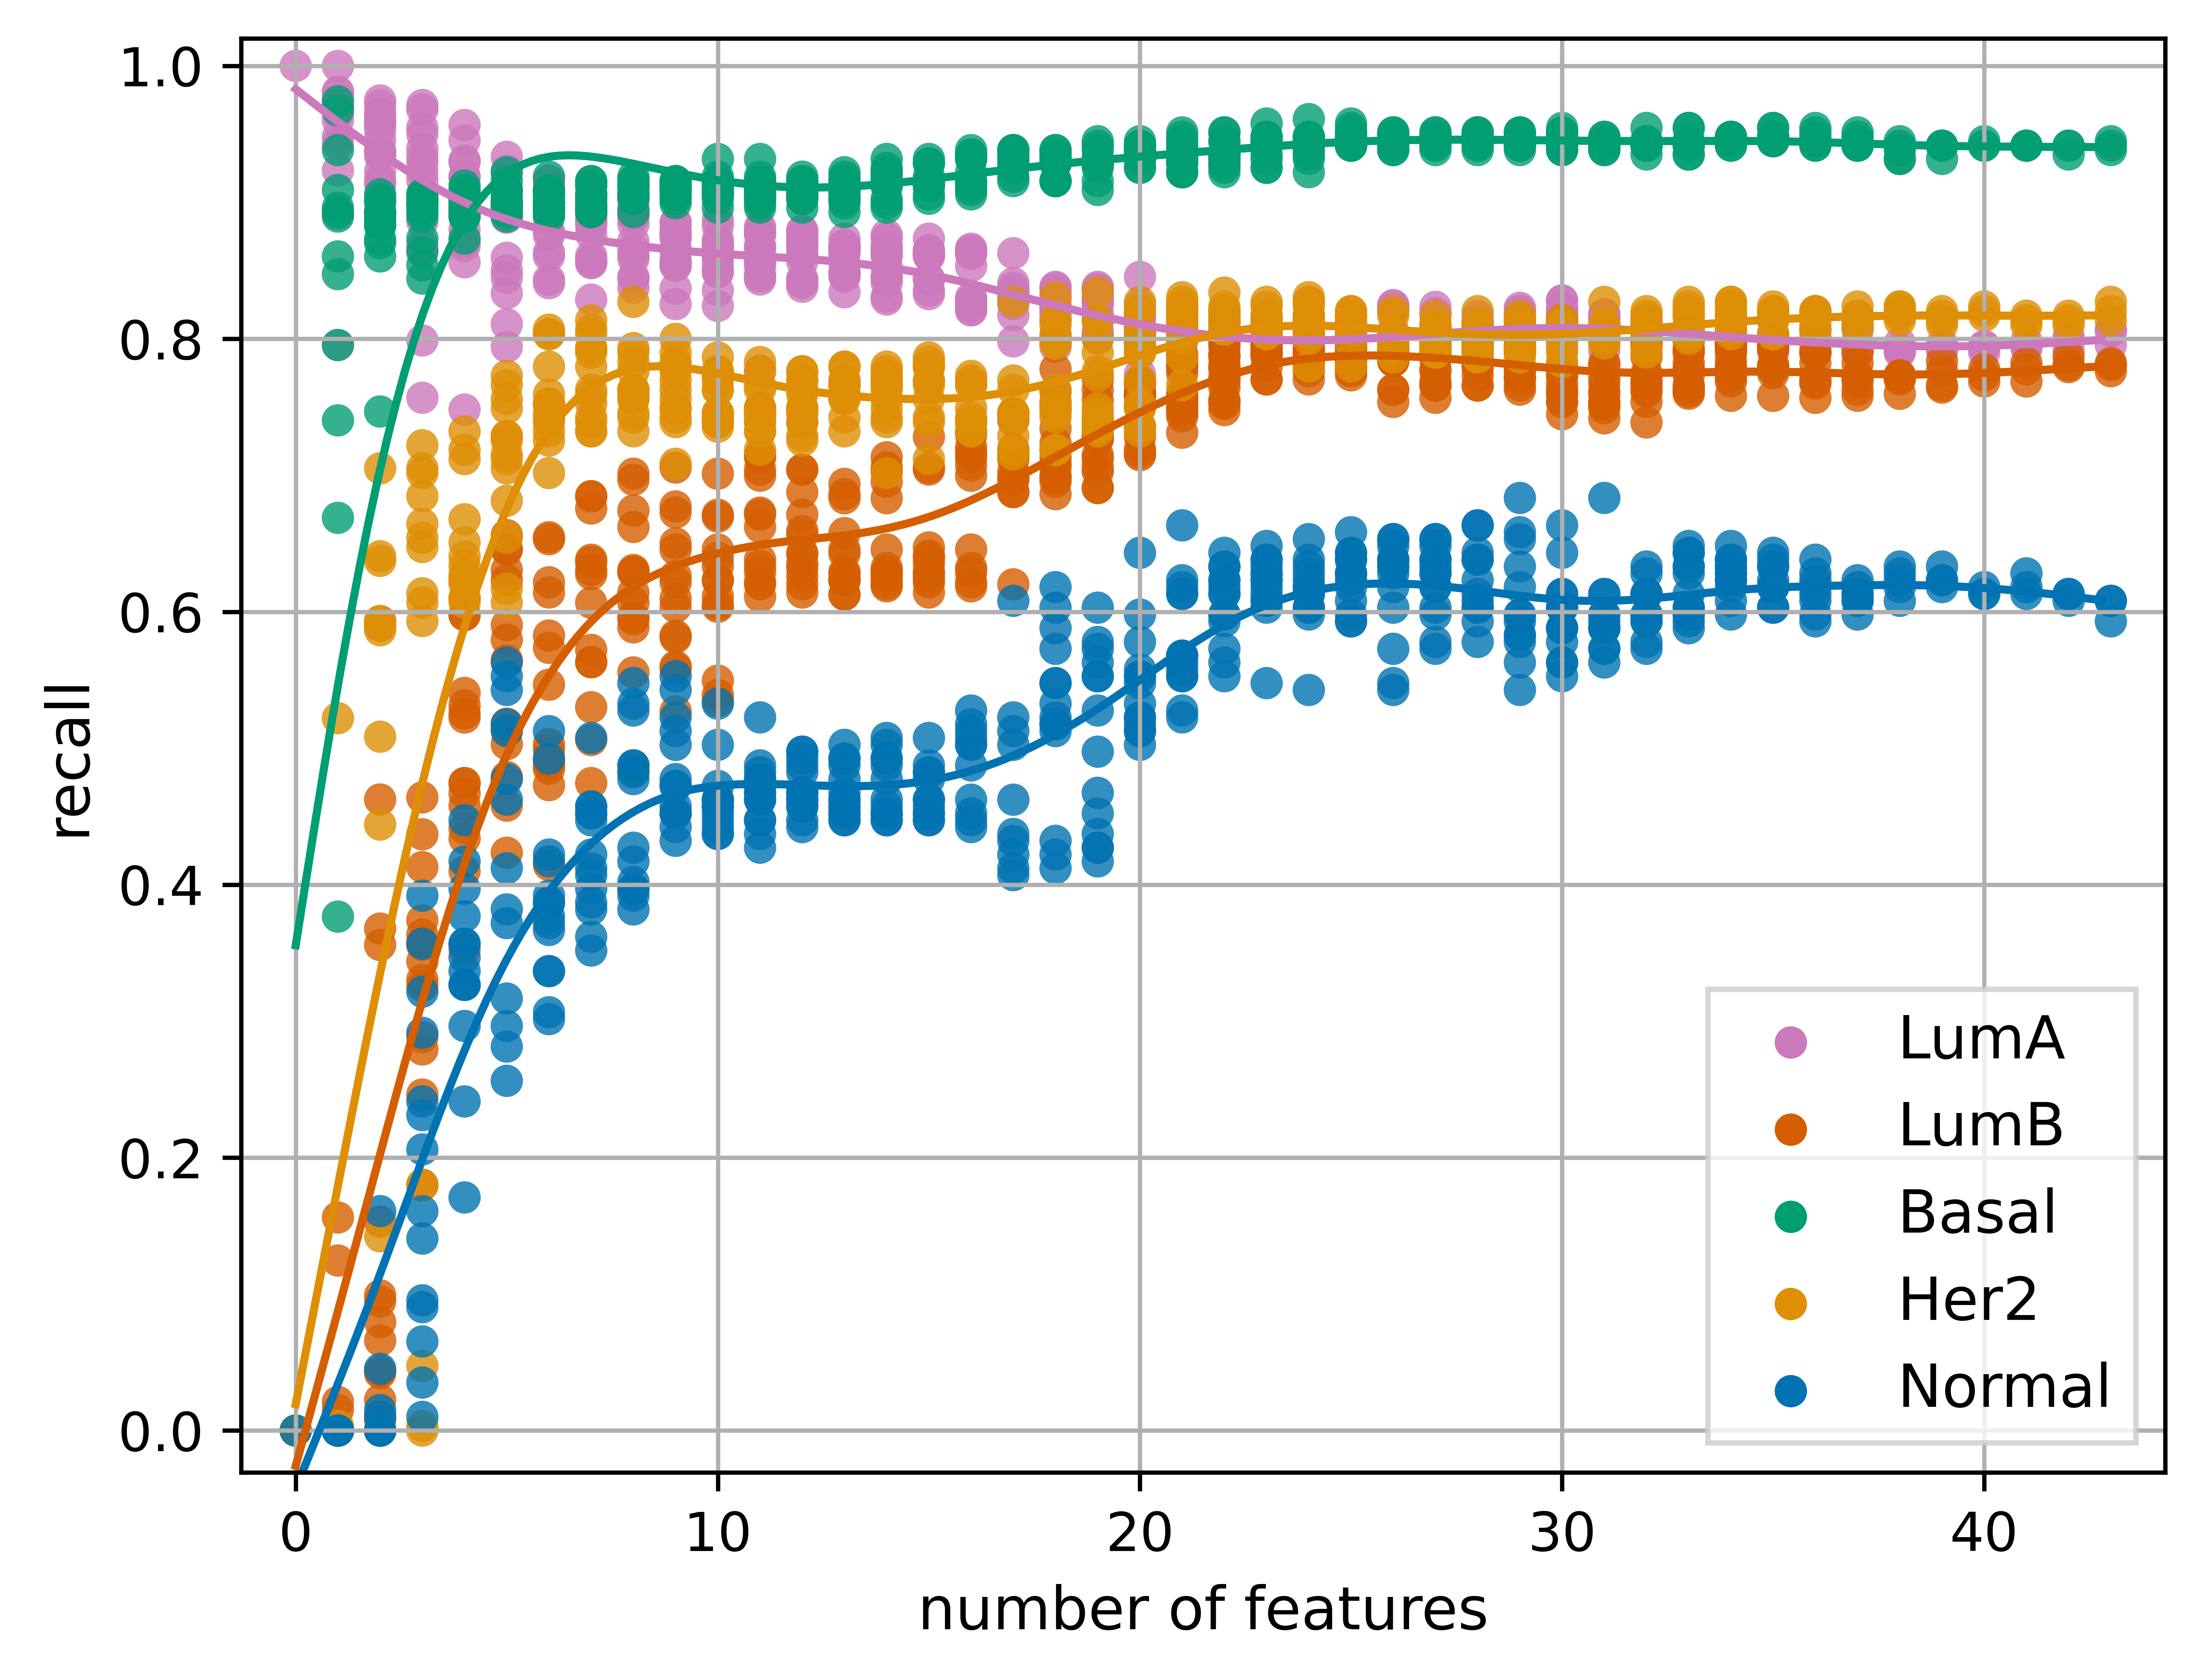 1.0
0.8
0.6
0.4
0.2
0.0
recall
0 10 20 30 40
number of features
LumA
LumB
Basal
Her2
Normal